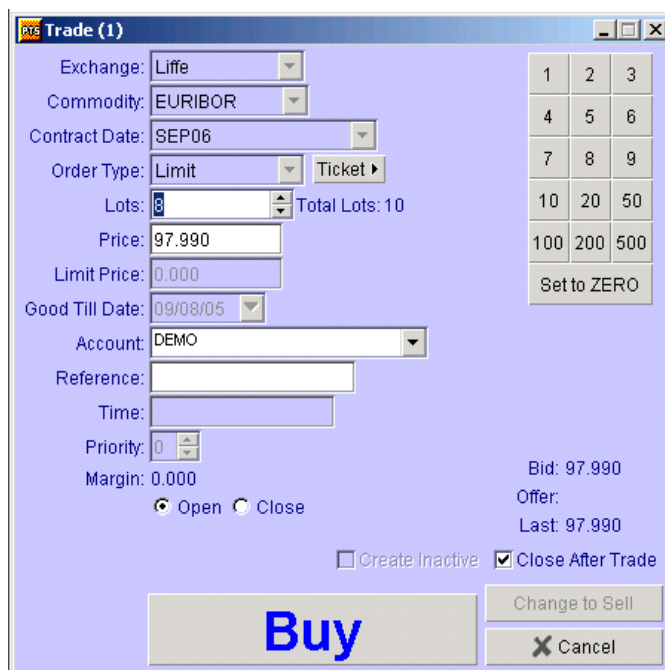 PTS Trade (1)
Exchange: Liffe
Commodity: EURIBOR
Contract Date: SEP06
Order Type: Limit Ticket
Lots: 8 Total Lots: 10
Price: 97.990
Limit Price: 0.000
Good Till Date: 09/08/05
Account: DEMO
Reference:
Time:
Priority: 0
Margin: 0.000
Open Close
1 2 3
4 5 6
7 8 9
10 20 50
100 200 500
Set to ZERO
Bid: 97.990
Offer:
Last: 97.990
Create Inactive Close After Trade
Buy
Change to Sell
Cancel